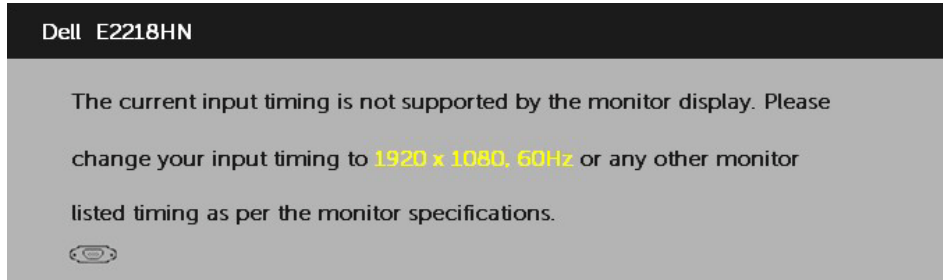 Dell E2218HN
The current input timing is not supported by the monitor display. Please
change your input timing to 1920 x 1080, 60Hz or any other monitor
listed timing as per the monitor specifications.